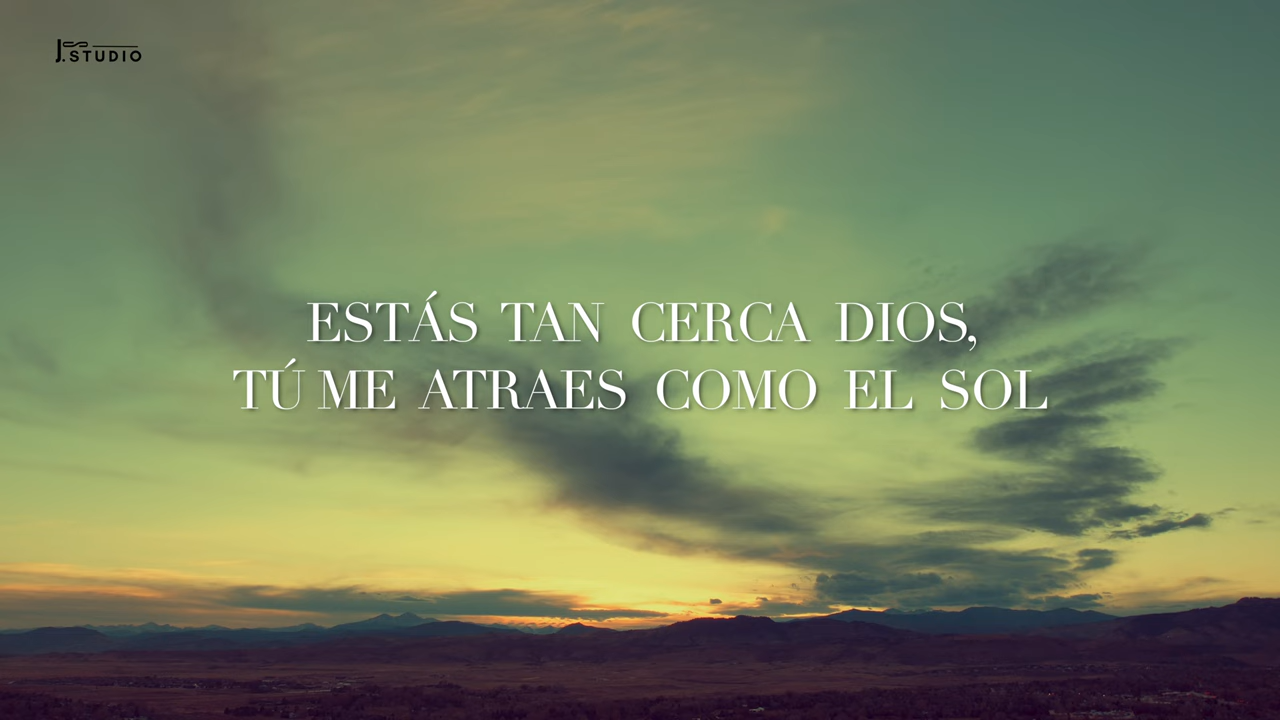 J.STUDIO
ESTÁS TAN CERCA DIOS,
TÚ ME ATRAES COMO EL SOL